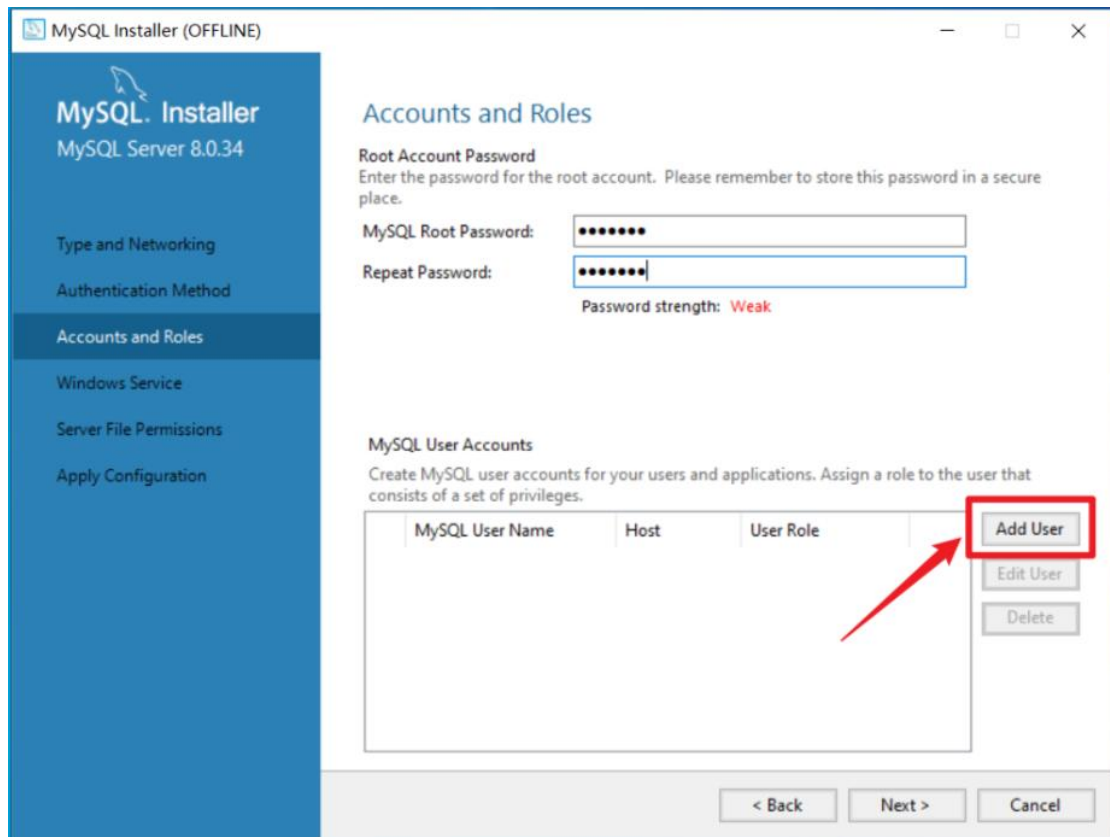 MySQL Installer (OFFLINE)
MySQL. Installer
MySQL Server 8.0.34
Type and Networking
Authentication Method
Accounts and Roles
Windows Service
Server File Permissions
Apply Configuration
Accounts and Roles
Root Account Password
Enter the password for the root account. Please remember to store this password in a secure
place.
MySQL Root Password: •••••••
Repeat Password: •••••••
Password strength: Weak
MySQL User Accounts
Create MySQL user accounts for your users and applications. Assign a role to the user that
consists of a set of privileges.
MySQL User Name Host User Role
Add User
Edit User
Delete
< Back Next > Cancel